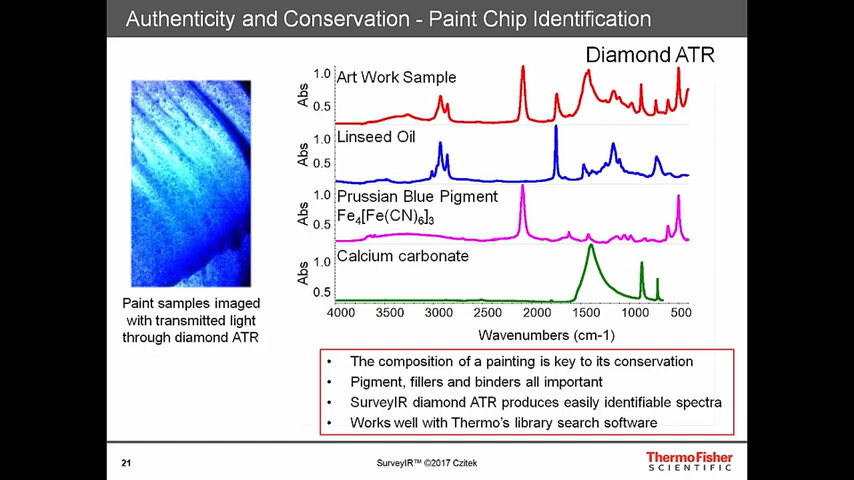 Authenticity and Conservation - Paint Chip Identification
Diamond ATR
Abs
1.0
0.5
Art Work Sample
Abs
1.0
0.5
Linseed Oil
Abs
1.0
0.5
Prussian Blue Pigment
Fe4[Fe(CN)6]3
Abs
1.0
0.5
Calcium carbonate
4000 3500 3000 2500 2000 1500 1000 500
Wavenumbers (cm-1)
Paint samples imaged
with transmitted light
through diamond ATR
• The composition of a painting is key to its conservation
• Pigment, fillers and binders all important
• SurveyIR diamond ATR produces easily identifiable spectra
• Works well with Thermo's library search software
21
SurveyIR™ ©2017 Czitek
ThermoFisher
SCIENTIFIC